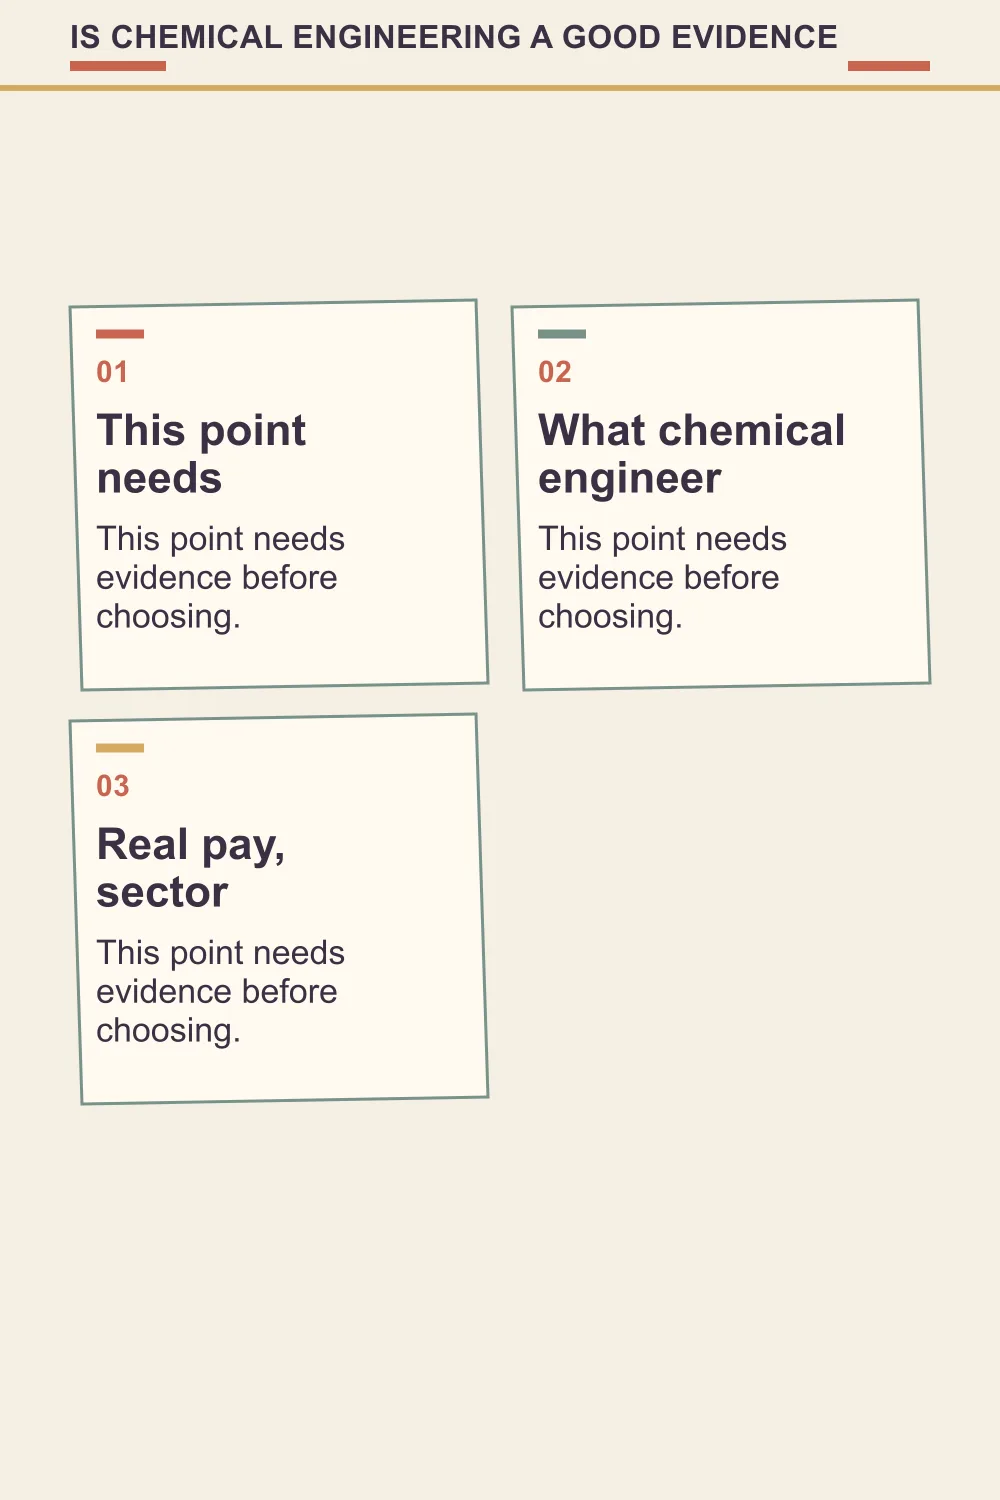 IS CHEMICAL ENGINEERING A GOOD EVIDENCE
01
This point
needs
This point needs
evidence before
choosing.
02
What chemical
engineer
This point needs
evidence before
choosing.
03
Real pay,
sector
This point needs
evidence before
choosing.